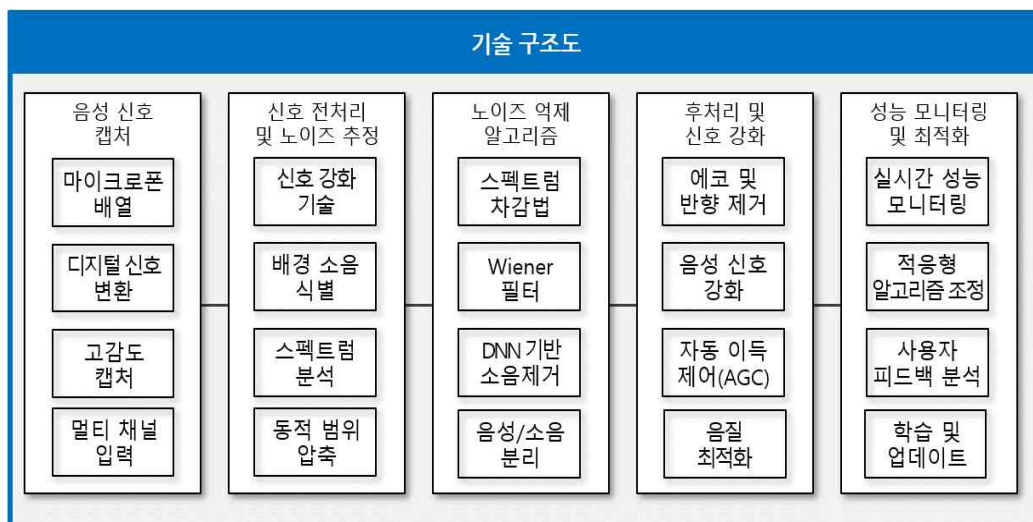 기술 구조도
음성 신호
캡처
마이크로폰
배열
디지털 신호
변환
고감도
캡처
멀티 채널
입력
신호 전처리
및 노이즈 추정
신호 강화
기술
배경 소음
식별
스펙트럼
분석
동적 범위
압축
노이즈 억제
알고리즘
스펙트럼
차감법
Wiener
필터
DNN 기반
소음제거
음성/소음
분리
후처리 및
신호 강화
에코 및
반향 제거
음성 신호
강화
자동 이득
제어(AGC)
음질
최적화
성능 모니터링
및 최적화
실시간 성능
모니터링
적응형
알고리즘 조정
사용자
피드백 분석
학습 및
업데이트